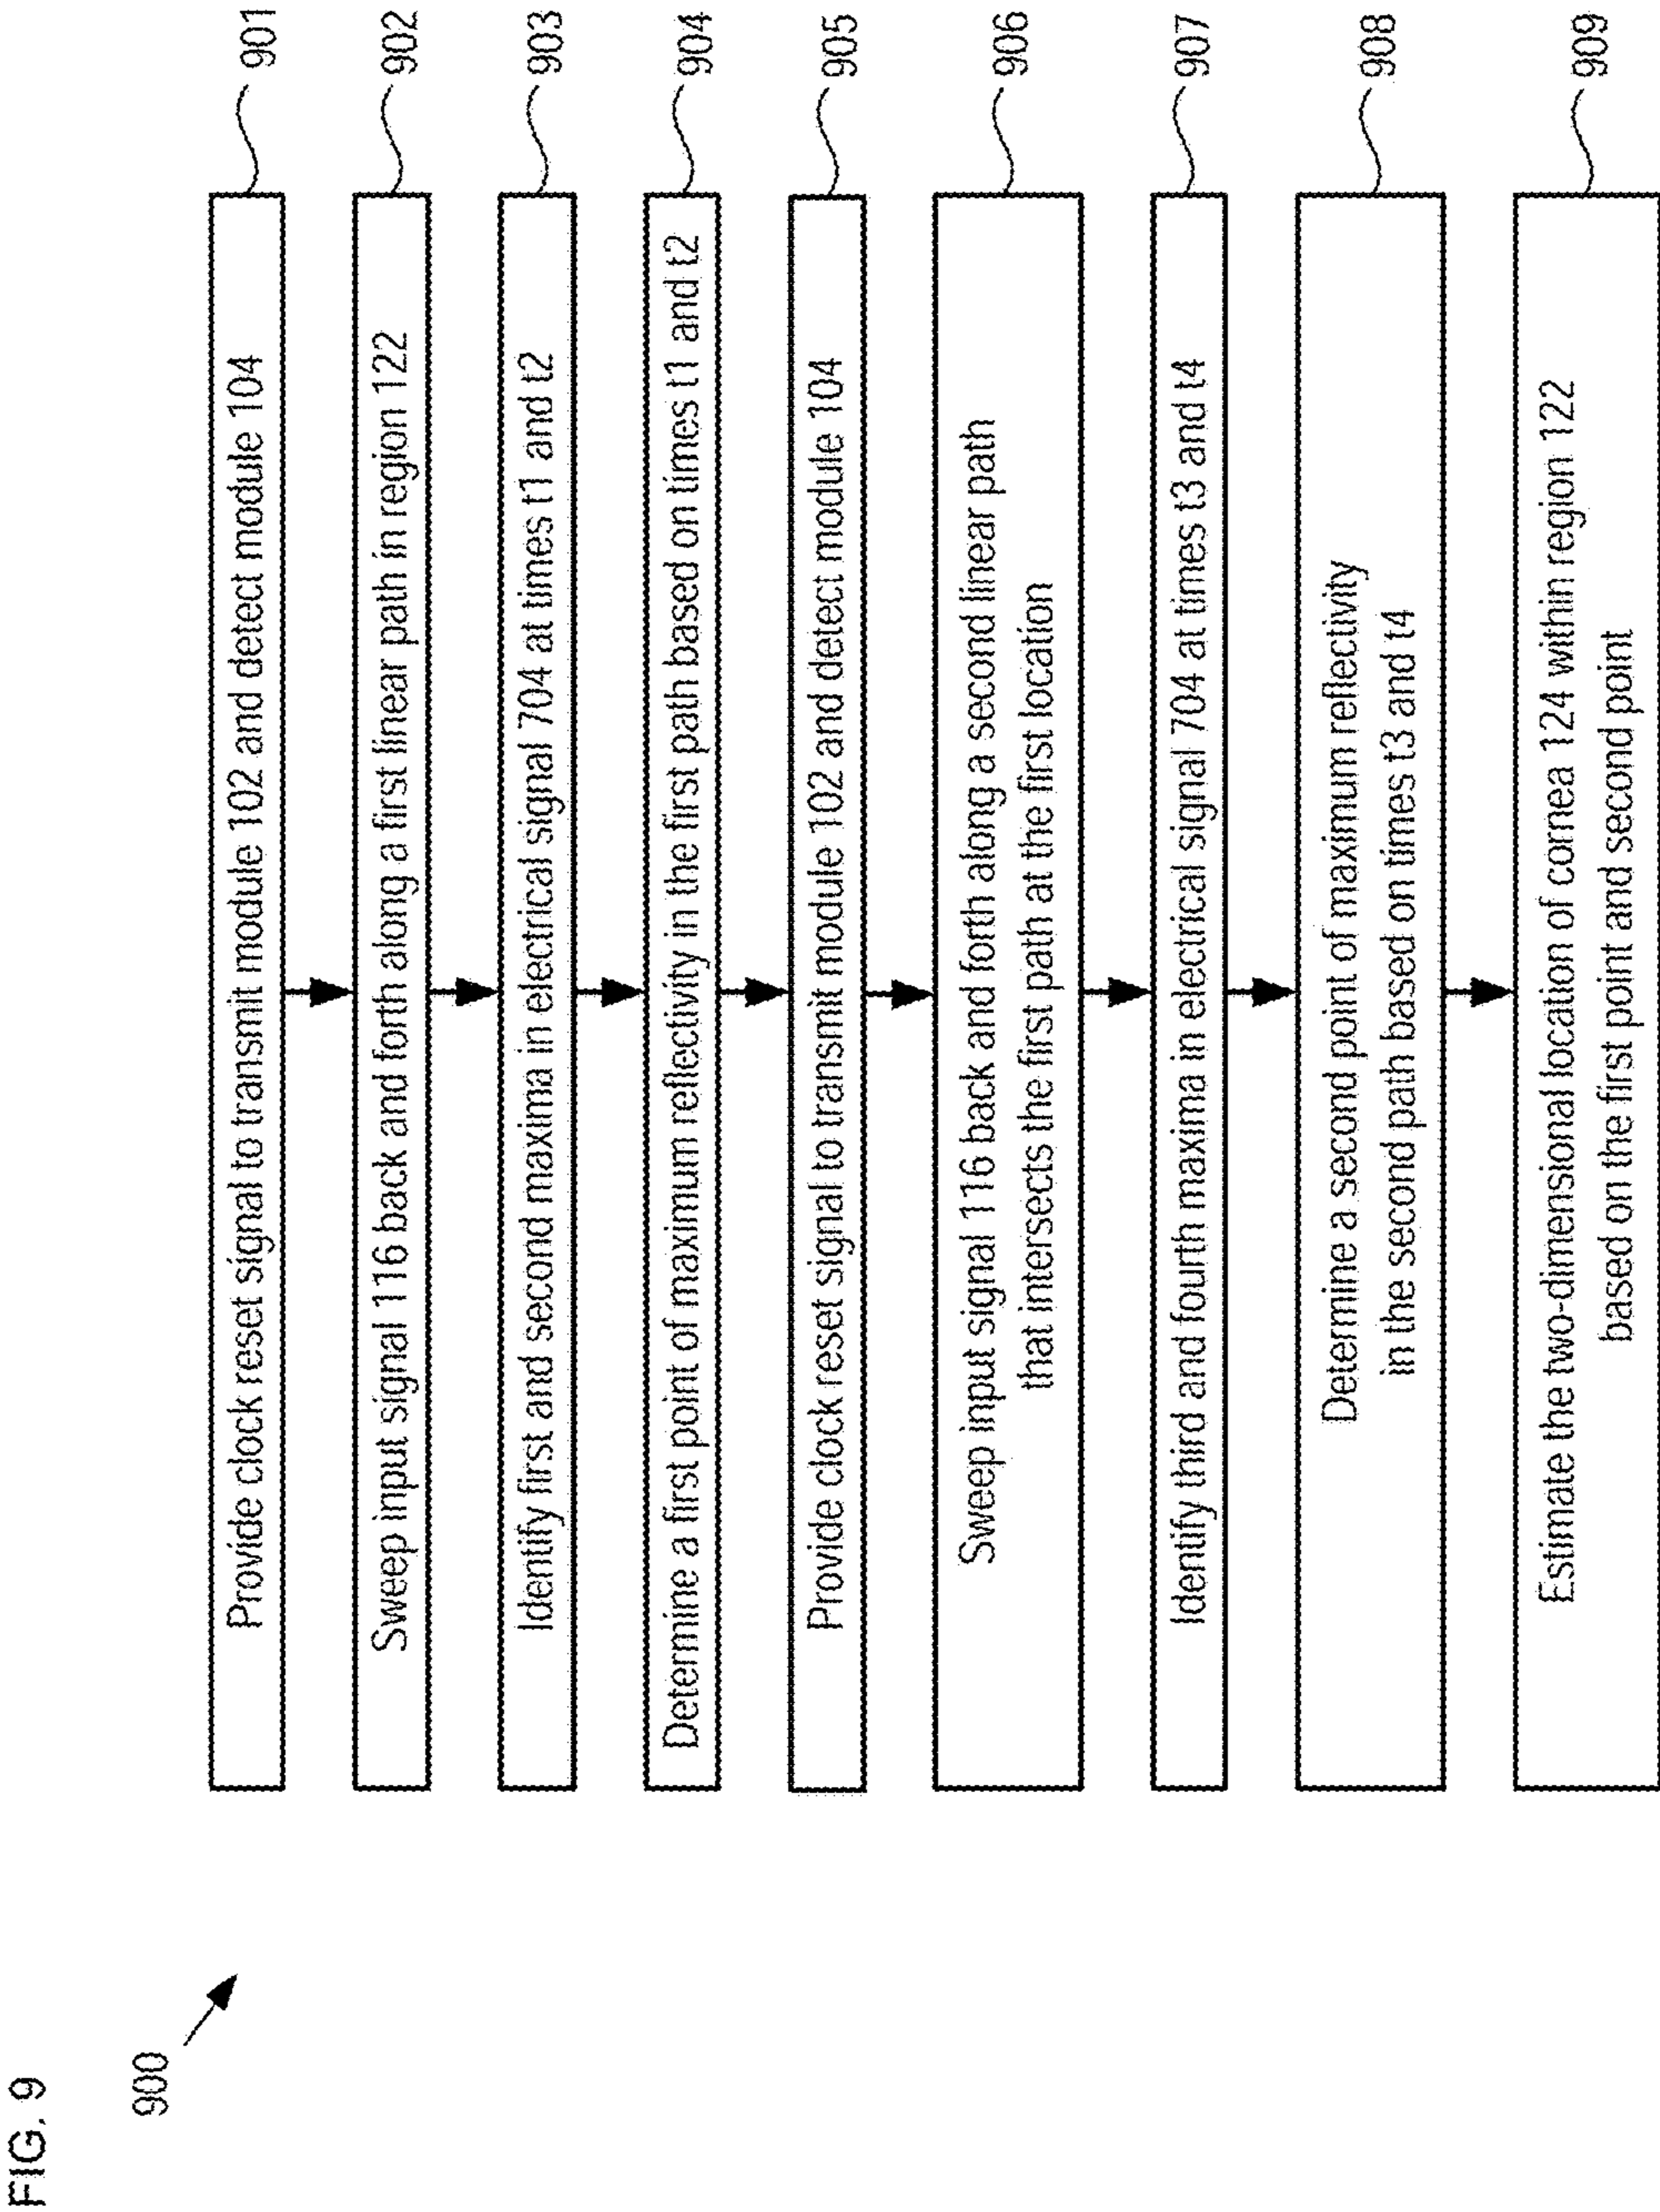 FIG. 9
900
Provide clock reset signal to transmit module 102 and detect module 104
901
Sweep input signal 116 back and forth along a first linear path in region 122
902
Identify first and second maxima in electrical signal 704 at times t1 and t2
903
Determine a first point of maximum reflectivity in the first path based on times t1 and t2
904
Provide clock reset signal to transmit module 102 and detect module 104
905
Sweep input signal 116 back and forth along a second linear path
that intersects the first path at the first location
906
Identify third and fourth maxima in electrical signal 704 at times t3 and t4
907
Determine a second point of maximum reflectivity
in the second path based on times t3 and t4
908
Estimate the two-dimensional location of cornea 124 within region 122
based on the first point and second point
909